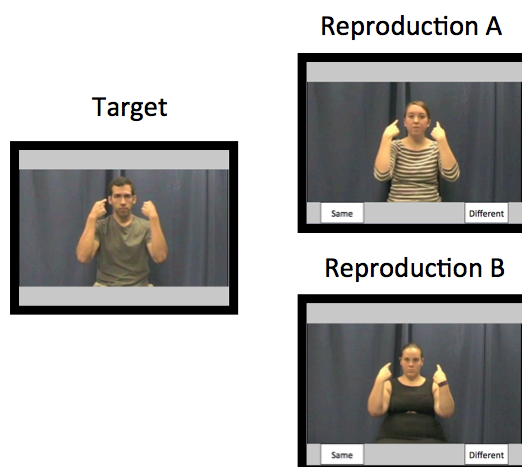 Target
Reproduction A
Same
Different
Reproduction B
Same
Different